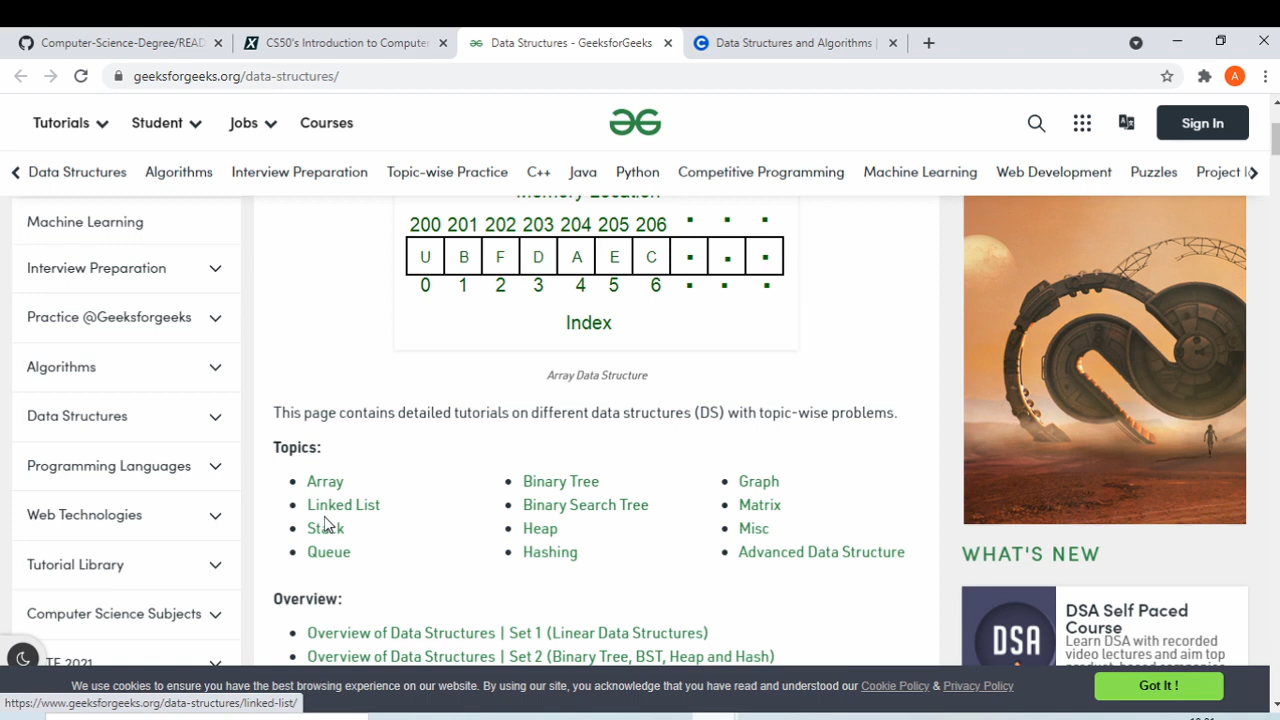 Computer-Science-Degree/READ
CS50's Introduction to Compute
Data Structures - GeeksforGeeks
Data Structures and Algorithms |
geeksforgeeks.org/data-structures/
A
Tutorials Student Jobs Courses
Sign In
Data Structures Algorithms Interview Preparation Topic-wise Practice C++ Java Python Competitive Programming Machine Learning Web Development Puzzles Project I
Machine Learning
Interview Preparation
Practice @Geeksforgeeks
Algorithms
Data Structures
Programming Languages
Web Technologies
Tutorial Library
Computer Science Subjects
TE 2021
Memory Location
200 201 202 203 204 205 206
U B F D A E C
0 1 2 3 4 5 6
Index
Array Data Structure
This page contains detailed tutorials on different data structures (DS) with topic-wise problems.
Topics:
Array
Linked List
Stack
Queue
Binary Tree
Binary Search Tree
Heap
Hashing
Graph
Matrix
Misc
Advanced Data Structure
Overview:
Overview of Data Structures | Set 1 (Linear Data Structures)
Overview of Data Structures | Set 2 (Binary Tree, BST, Heap and Hash)
WHAT'S NEW
DSA
DSA Self Paced
Course
Learn DSA with recorded
video lectures and aim top
We use cookies to ensure you have the best browsing experience on our website. By using our site, you acknowledge that you have read and understood our Cookie Policy & Privacy Policy
Got It !
https://www.geeksforgeeks.org/data-structures/linked-list/